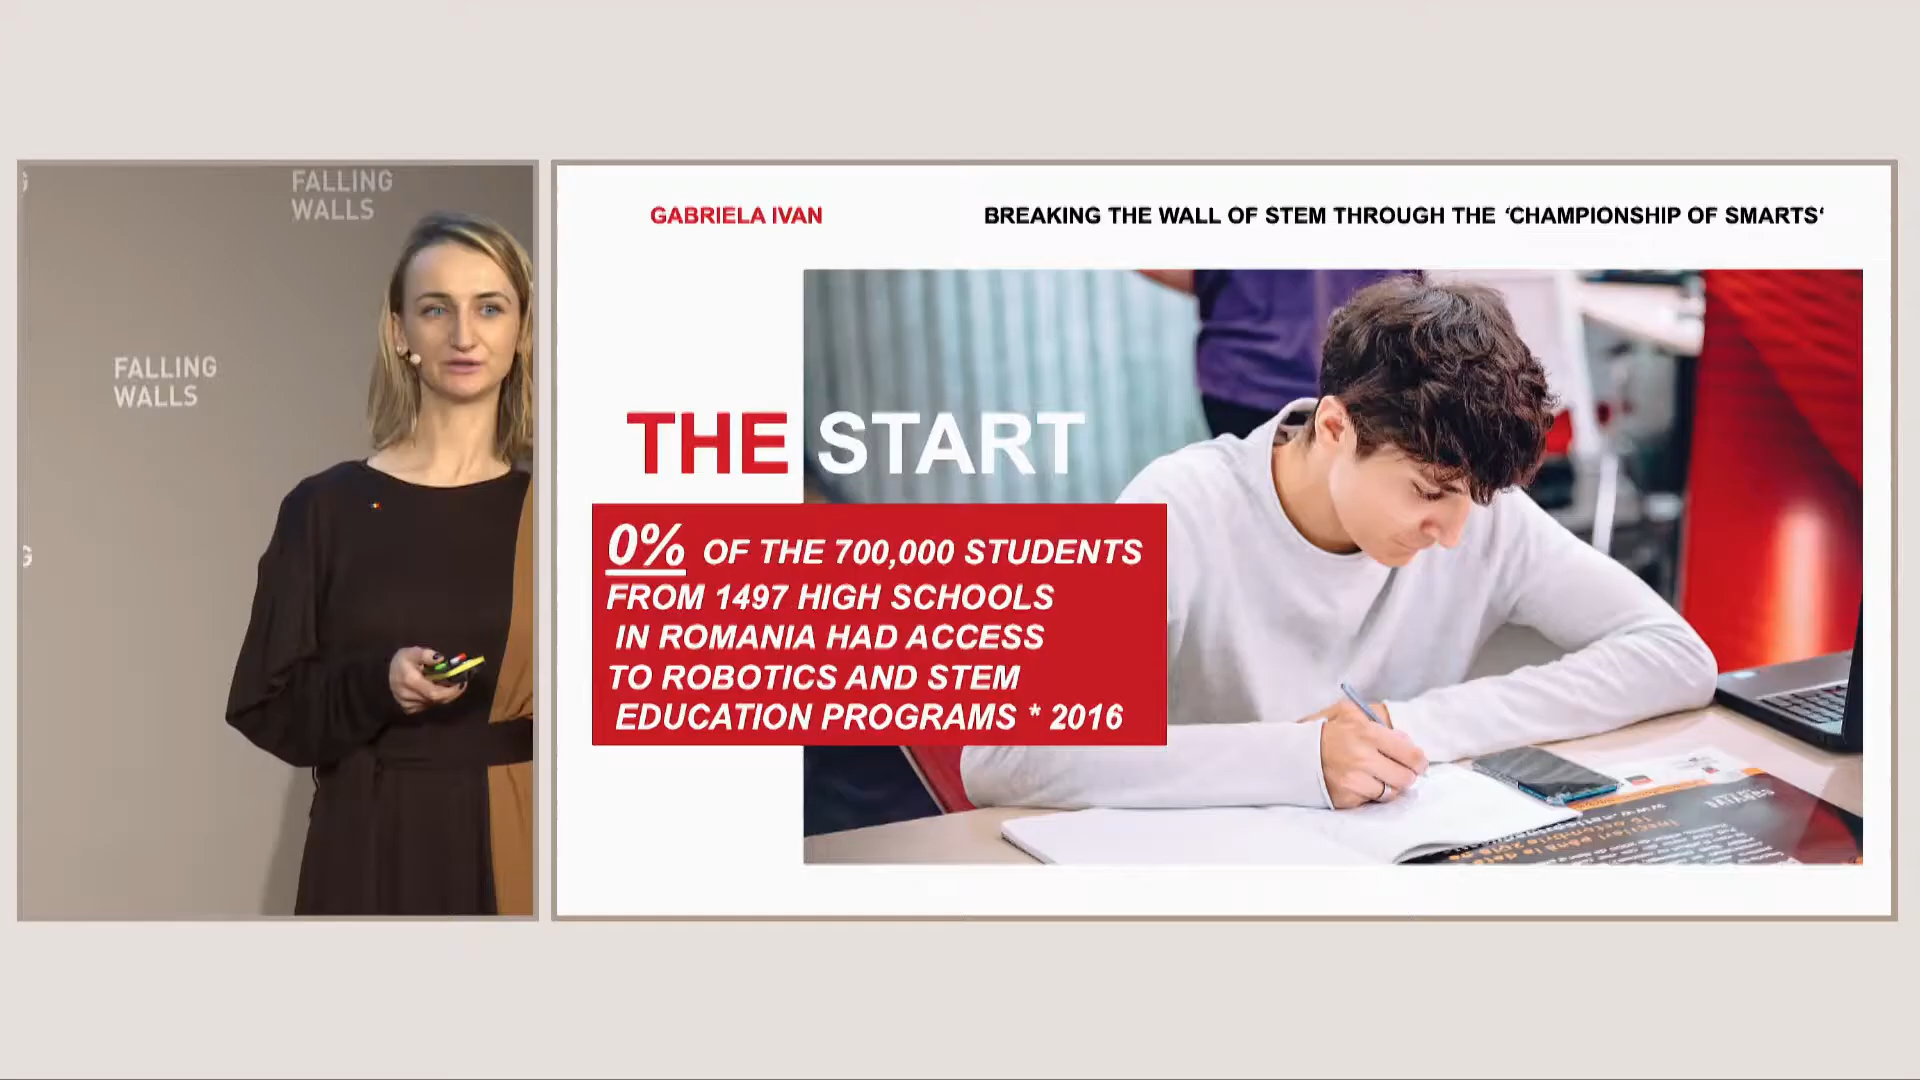 FALLING
WALLS
FALLING
WALLS
G
GABRIELA IVAN
BREAKING THE WALL OF STEM THROUGH THE ‘CHAMPIONSHIP OF SMARTS‘
THE START
0% OF THE 700,000 STUDENTS
FROM 1497 HIGH SCHOOLS
IN ROMANIA HAD ACCESS
TO ROBOTICS AND STEM
EDUCATION PROGRAMS * 2016